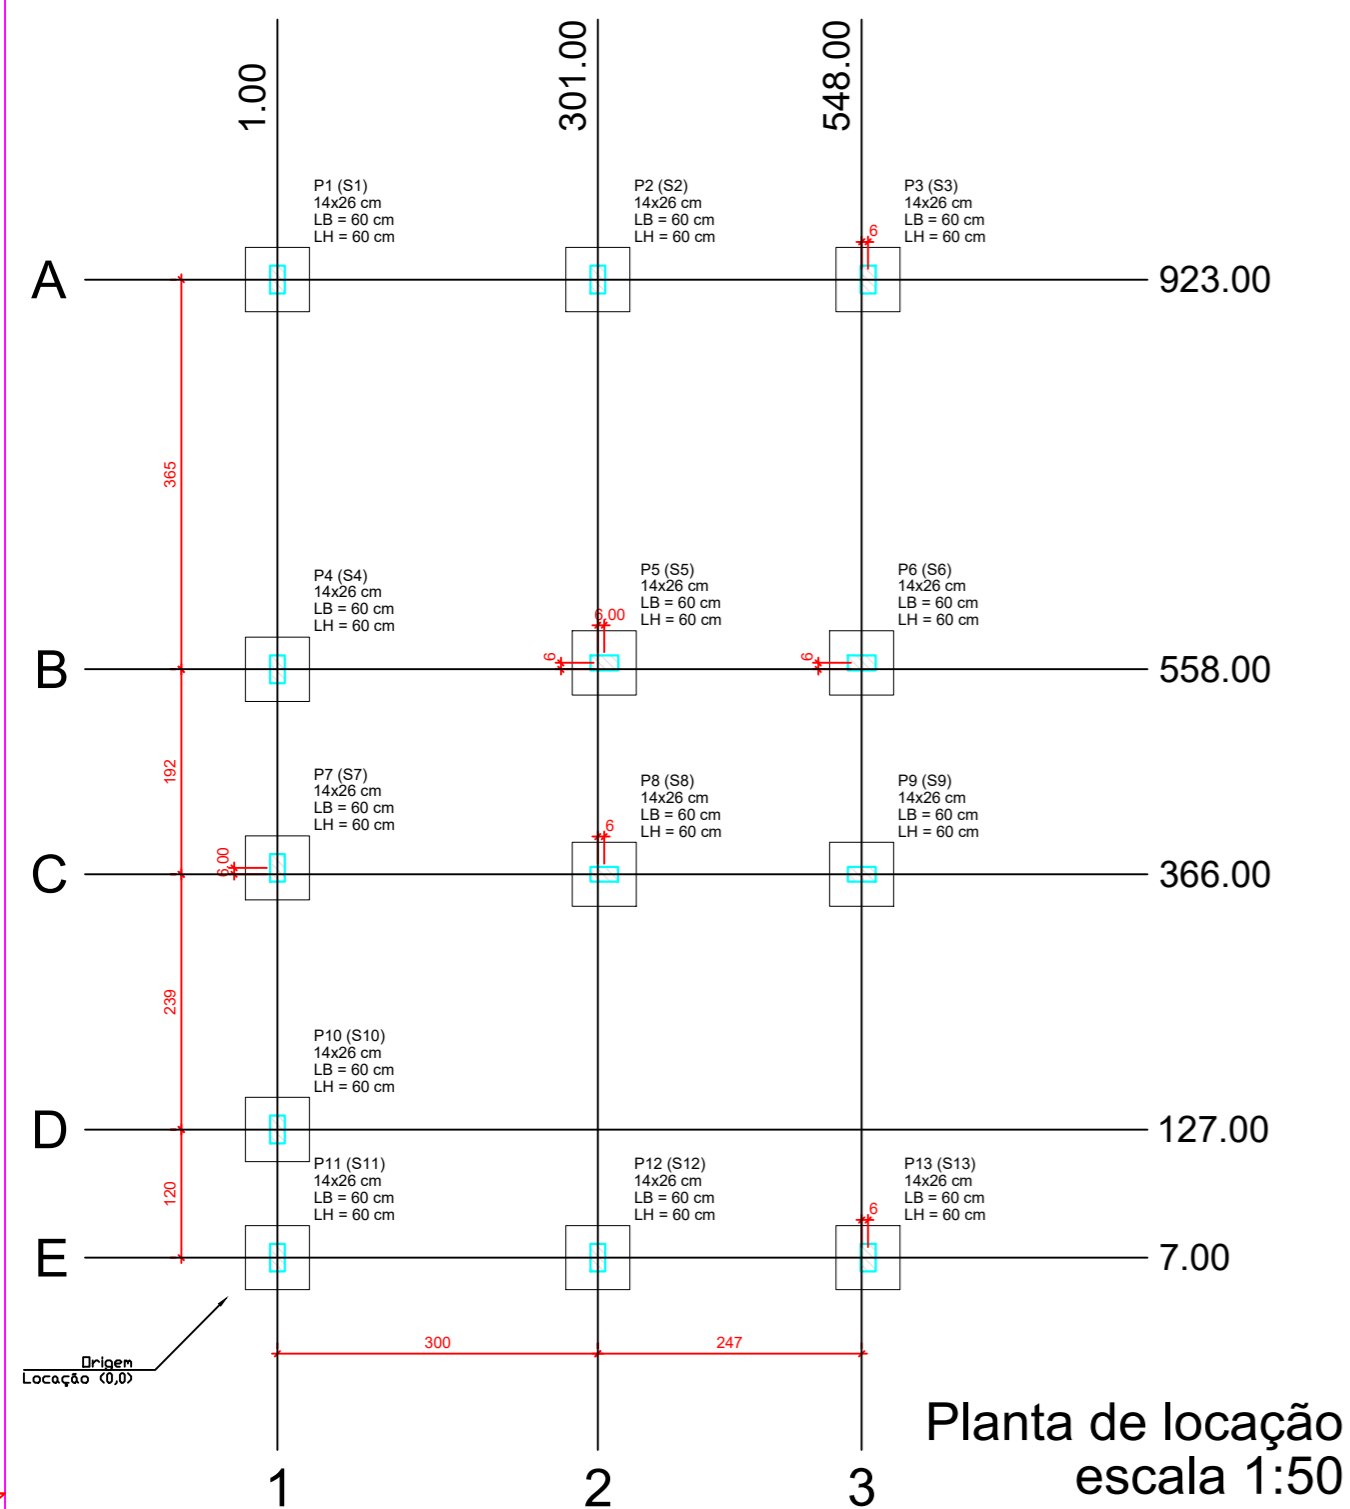 1.00
301.00
548.00
P1 (S1)
14x26 cm
LB = 60 cm
LH = 60 cm
P2 (S2)
14x26 cm
LB = 60 cm
LH = 60 cm
P3 (S3)
14x26 cm
LB = 60 cm
LH = 60 cm
6
A
923.00
365
P4 (S4)
14x26 cm
LB = 60 cm
LH = 60 cm
P5 (S5)
14x26 cm
LB = 60 cm
LH = 60 cm
6.00
6
P6 (S6)
14x26 cm
LB = 60 cm
LH = 60 cm
6
B
558.00
192
P7 (S7)
14x26 cm
LB = 60 cm
LH = 60 cm
6.00
P8 (S8)
14x26 cm
LB = 60 cm
LH = 60 cm
6
P9 (S9)
14x26 cm
LB = 60 cm
LH = 60 cm
C
366.00
239
P10 (S10)
14x26 cm
LB = 60 cm
LH = 60 cm
D
127.00
120
P11 (S11)
14x26 cm
LB = 60 cm
LH = 60 cm
P12 (S12)
14x26 cm
LB = 60 cm
LH = 60 cm
P13 (S13)
14x26 cm
LB = 60 cm
LH = 60 cm
6
E
7.00
300
247
Origem
Locação (0,0)
Planta de locação
escala 1:50
1
2
3